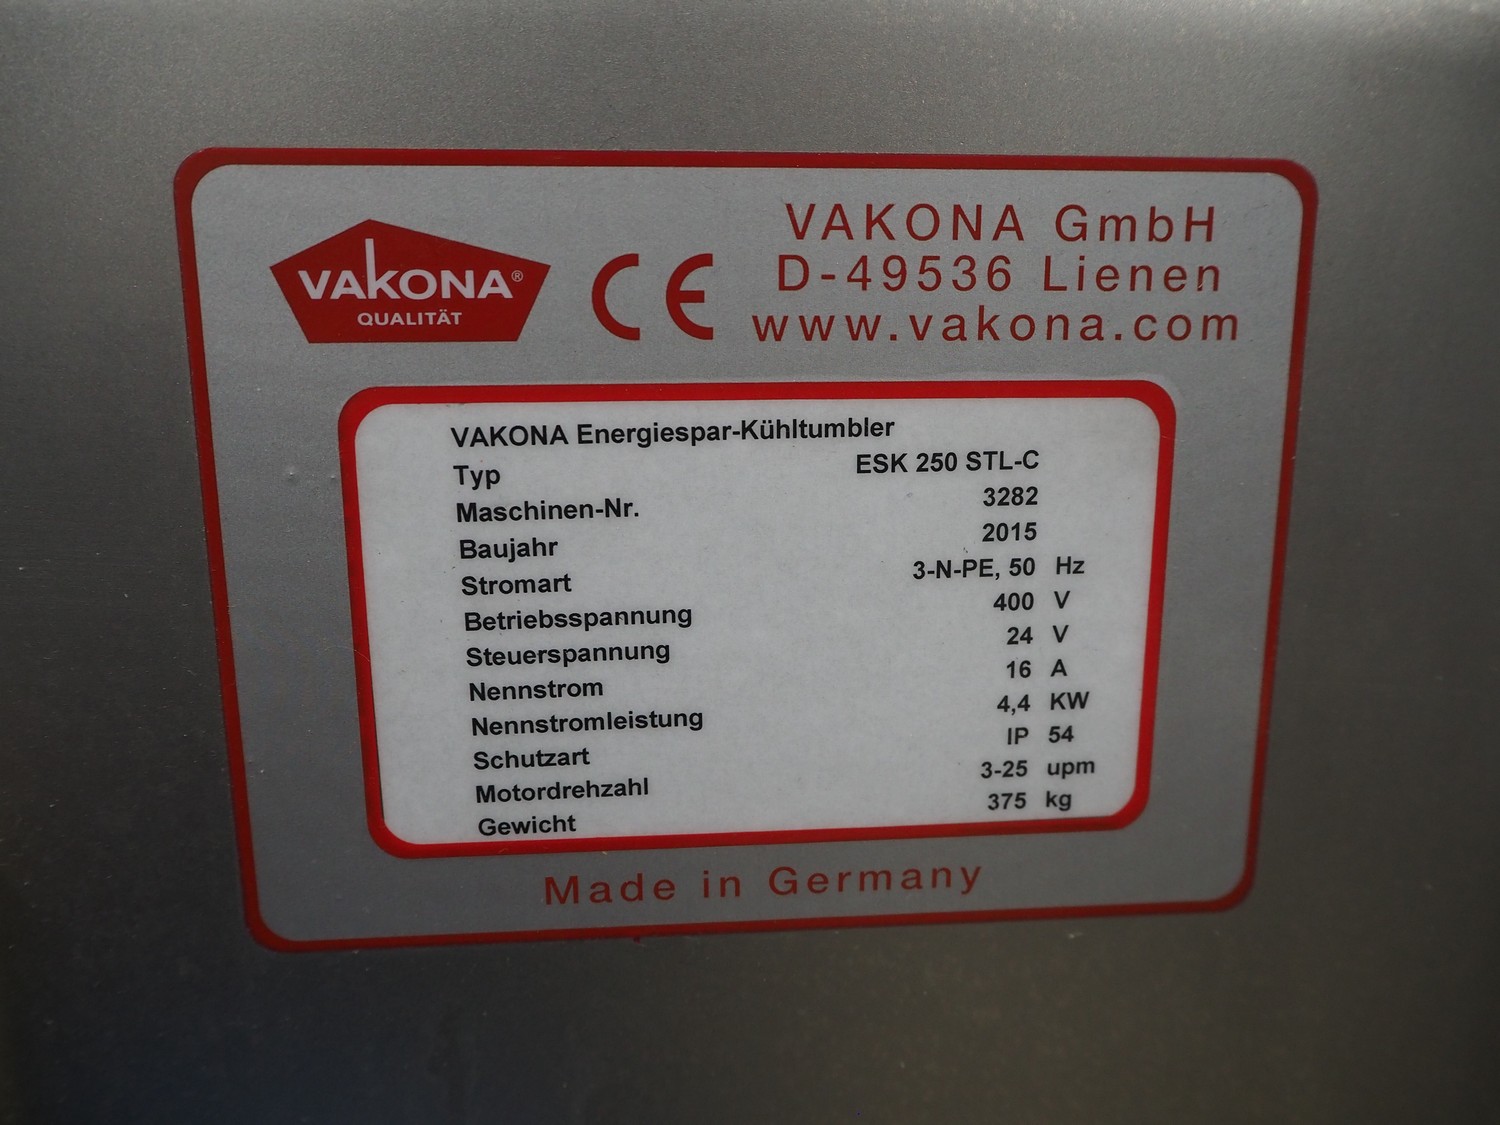 VAKONA®
QUALITÄT
CE
VAKONA GmbH
D-49536 Lienen
www.vakona.com
VAKONA Energiespar-Kühltumbler
Typ ESK 250 STL-C
Maschinen-Nr. 3282
Baujahr 2015
Stromart 3-N-PE, 50 Hz
Betriebsspannung 400 V
Steuerspannung 24 V
Nennstrom 16 A
Nennstromleistung 4,4 KW
Schutzart IP 54
Motordrehzahl 3-25 upm
Gewicht 375 kg
Made in Germany